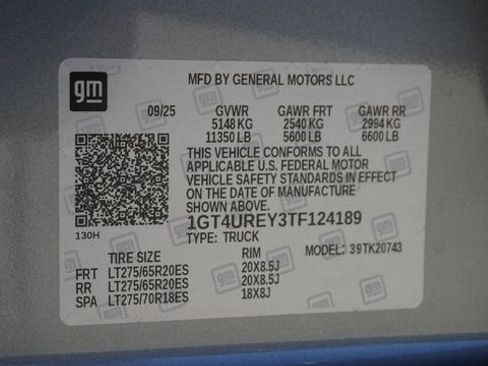 gm
MFD BY GENERAL MOTORS LLC
09/25 GVWR GAWR FRT GAWR RR
5148 KG 2540 KG 2994 KG
11350 LB 5600 LB 6600 LB
THIS VEHICLE CONFORMS TO ALL
APPLICABLE U.S. FEDERAL MOTOR
VEHICLE SAFETY STANDARDS IN EFFECT
ON THE DATE OF MANUFACTURE
SHOWN ABOVE.
1GT4UREY3TF124189
130H
TYPE: TRUCK MODEL: 39TK20743
TIRE SIZE RIM
FRT LT275/65R20ES 20X8.5J
RR LT275/65R20ES 20X8.5J
SPA LT275/70R18ES 18X8J